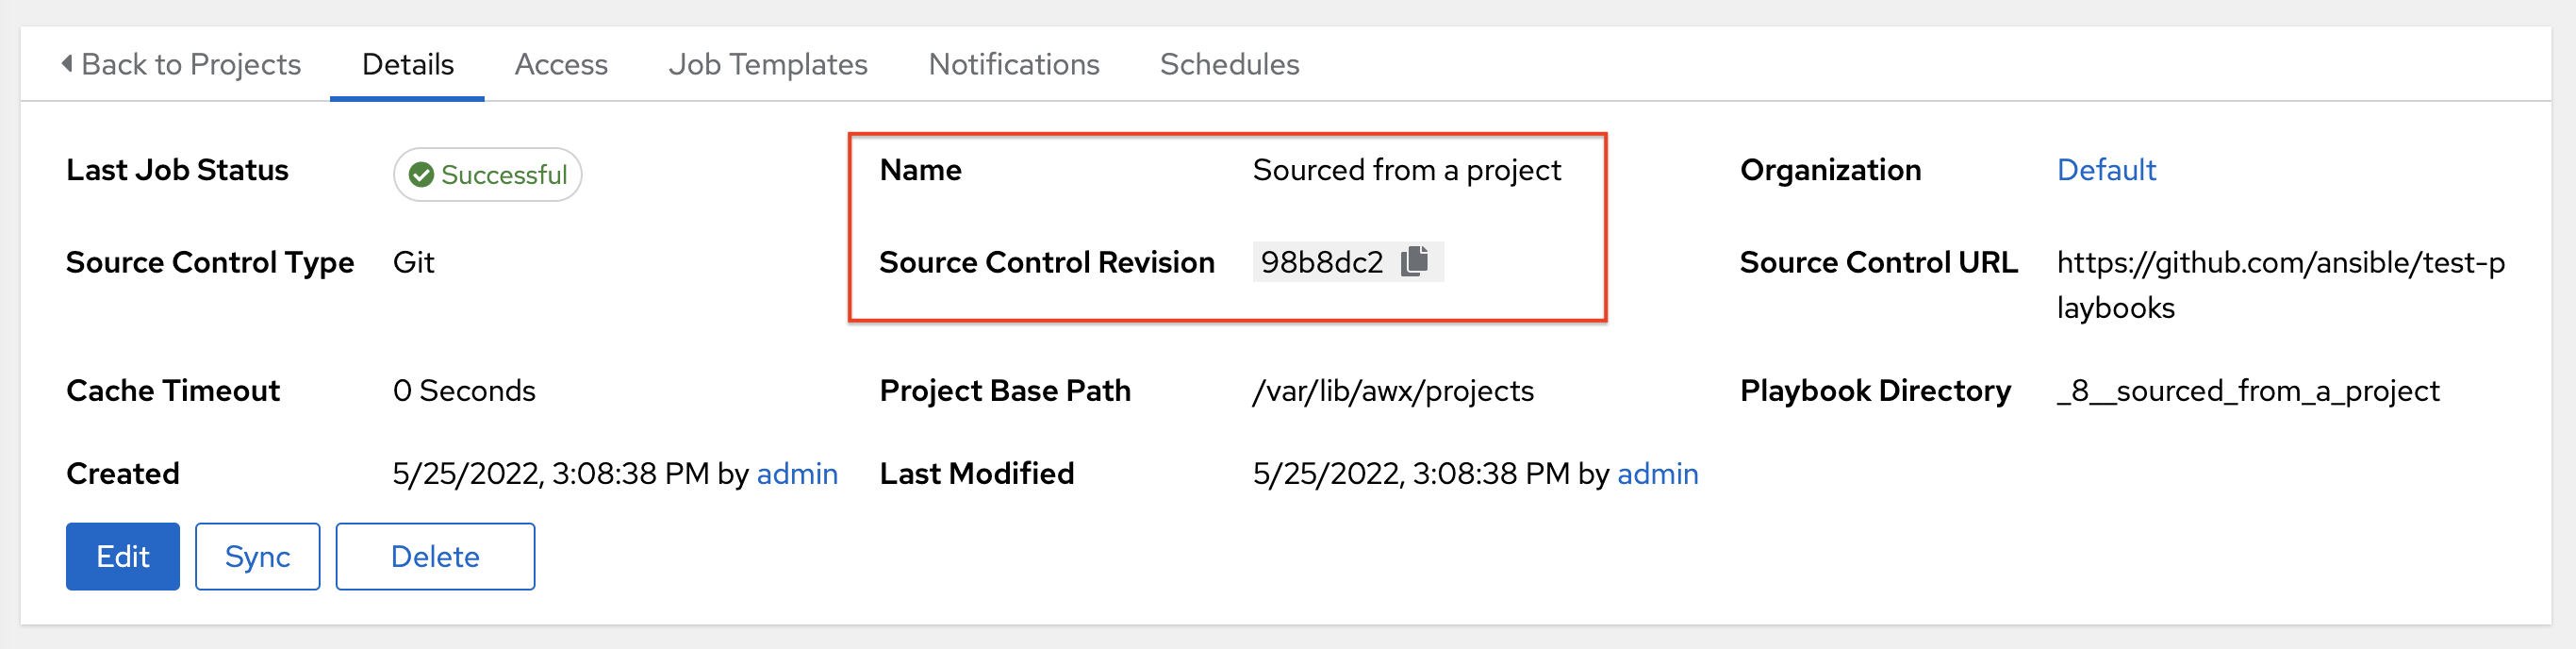 Back to Projects Details Access Job Templates Notifications Schedules
Last Job Status Successful Name Sourced from a project Organization Default
Source Control Type Git Source Control Revision 98b8dc2 Source Control URL https://github.com/ansible/test-p
laybooks
Cache Timeout 0 Seconds Project Base Path /var/lib/awx/projects Playbook Directory _8__sourced_from_a_project
Created 5/25/2022, 3:08:38 PM by admin Last Modified 5/25/2022, 3:08:38 PM by admin
Edit Sync Delete